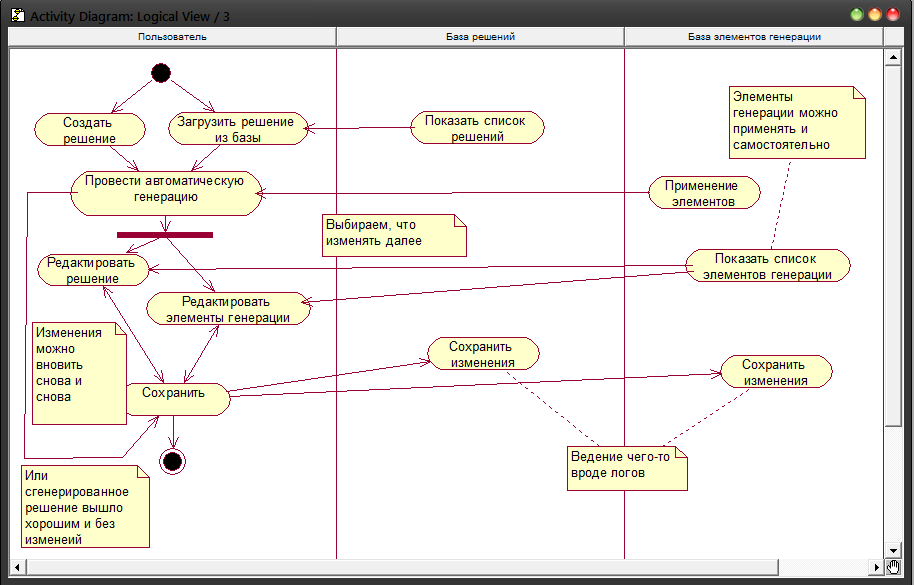 Activity Diagram: Logical View / 3
Пользователь
База решений
База элементов генерации
Создать
решение
Загрузить решение
из базы
Показать список
решений
Элементы
генерации можно
применять и
самостоятельно
Провести автоматическую
генерацию
Применение
элементов
Выбираем, что
изменять далее
Редактировать
решение
Показать список
элементов генерации
Редактировать
элементы генерации
Изменения
можно
вновить
снова и
снова
Сохранить
изменения
Сохранить
изменения
Сохранить
Ведение чего-то
вроде логов
Или
сгенерированное
решение вышло
хорошим и без
изменеий